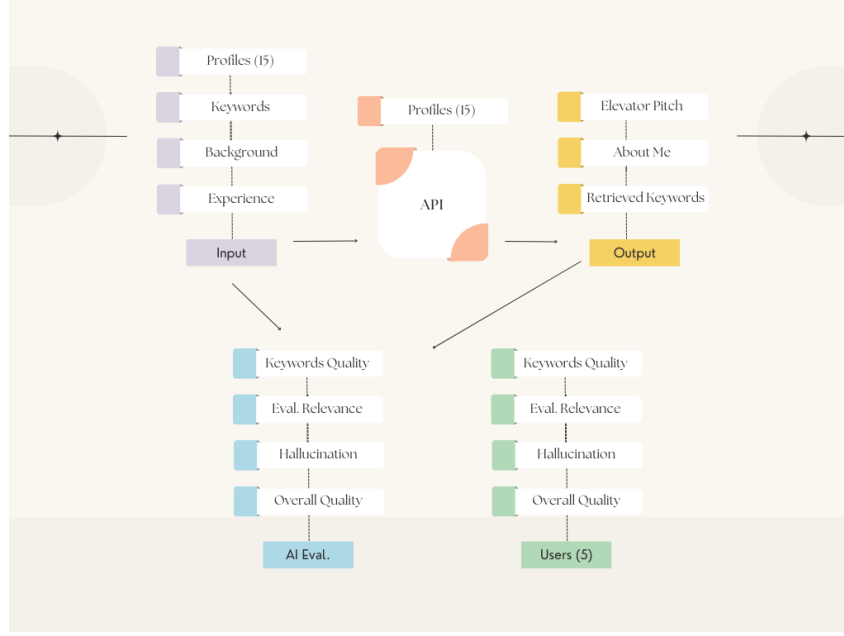 Profiles (15)
Keywords
Background
Experience
Input
Profiles (15)
API
Elevator Pitch
About Me
Retrieved Keywords
Output
Keywords Quality
Eval. Relevance
Hallucination
Overall Quality
AI Eval.
Keywords Quality
Eval. Relevance
Hallucination
Overall Quality
Users (5)